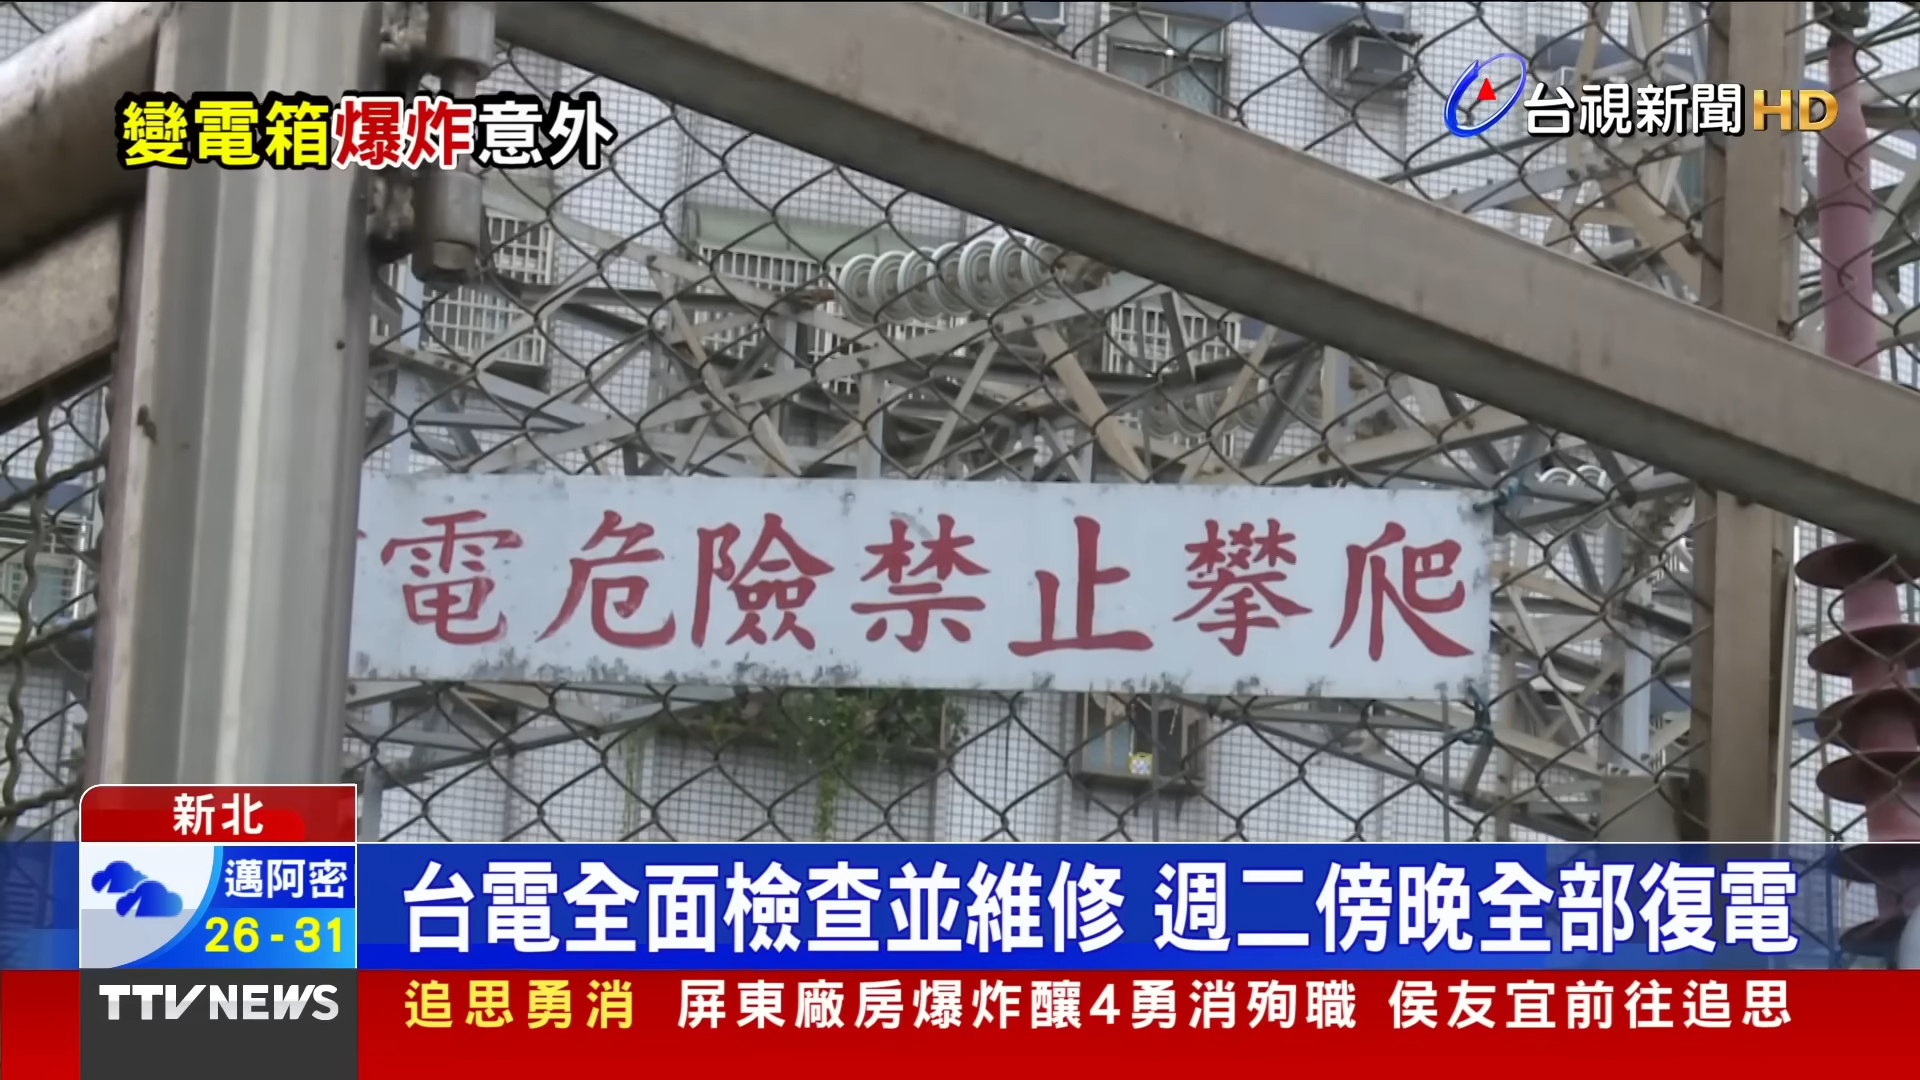 變電箱爆炸意外
台視新聞HD
電危險禁止攀爬
新北
邁阿密
26-31
台電全面檢查並維修 週二傍晚全部復電
TTV NEWS
追思勇消 屏東廠房爆炸釀4勇消殉職 侯友宜前往追思